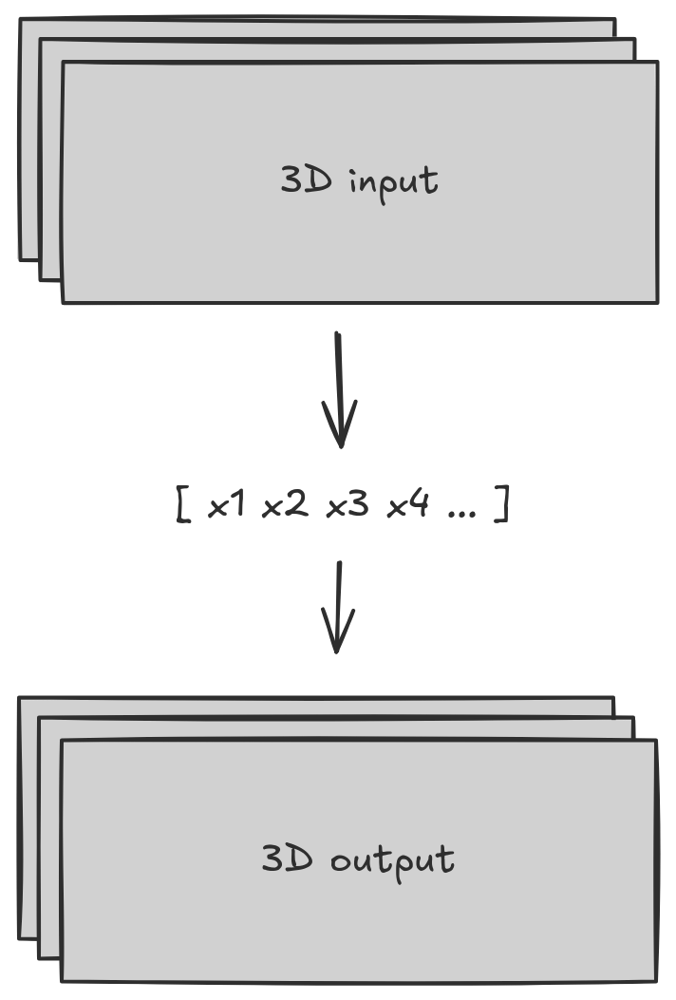 3D input
[ x1 x2 x3 x4 ... ]
3D output